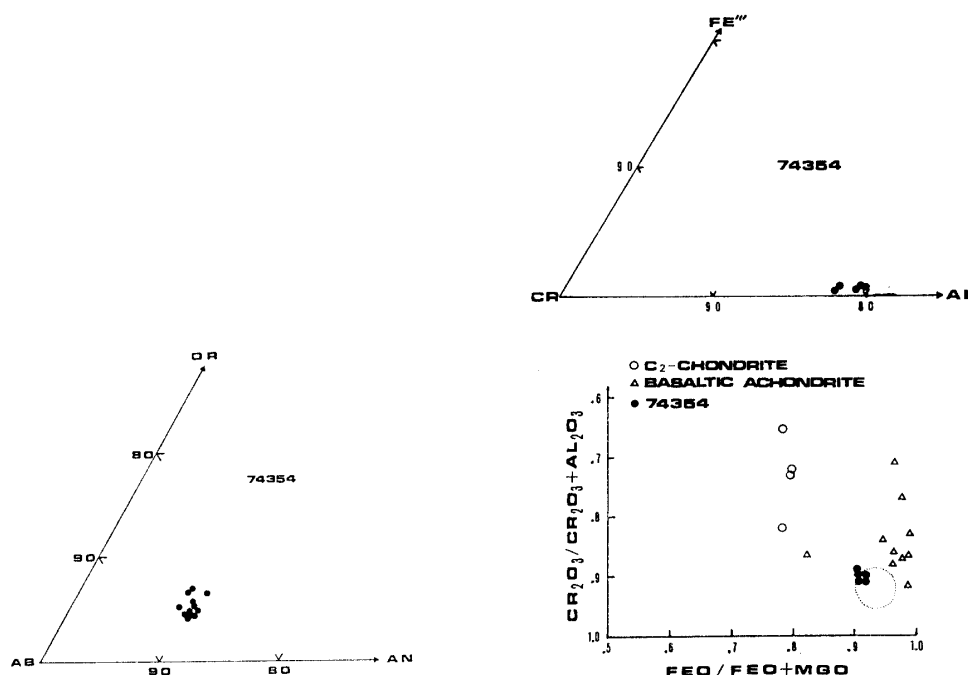 FE'''
90
74354
CR
90
80
AL
OR
80
74354
90
AB
90
80
AN
○ C₂-CHONDRITE
△ BASALTIC ACHONDRITE
● 74354
CR₂O₃/CR₂O₃+AL₂O₃
.6
.7
.8
.9
1.0
.5
.6
.7
.8
.9
1.0
FEO/FEO+MGO